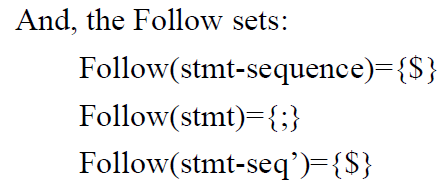 And, the Follow sets:
Follow(stmt-sequence)={$}
Follow(stmt)={;}
Follow(stmt-seq’)={$}